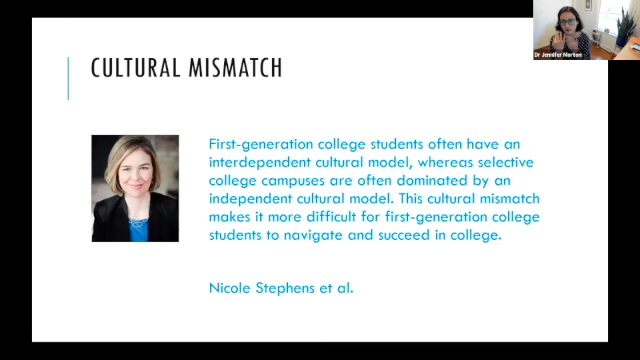 CULTURAL MISMATCH
First-generation college students often have an
interdependent cultural model, whereas selective
college campuses are often dominated by an
independent cultural model. This cultural mismatch
makes it more difficult for first-generation college
students to navigate and succeed in college.
Nicole Stephens et al.
Dr Jennifer Morton